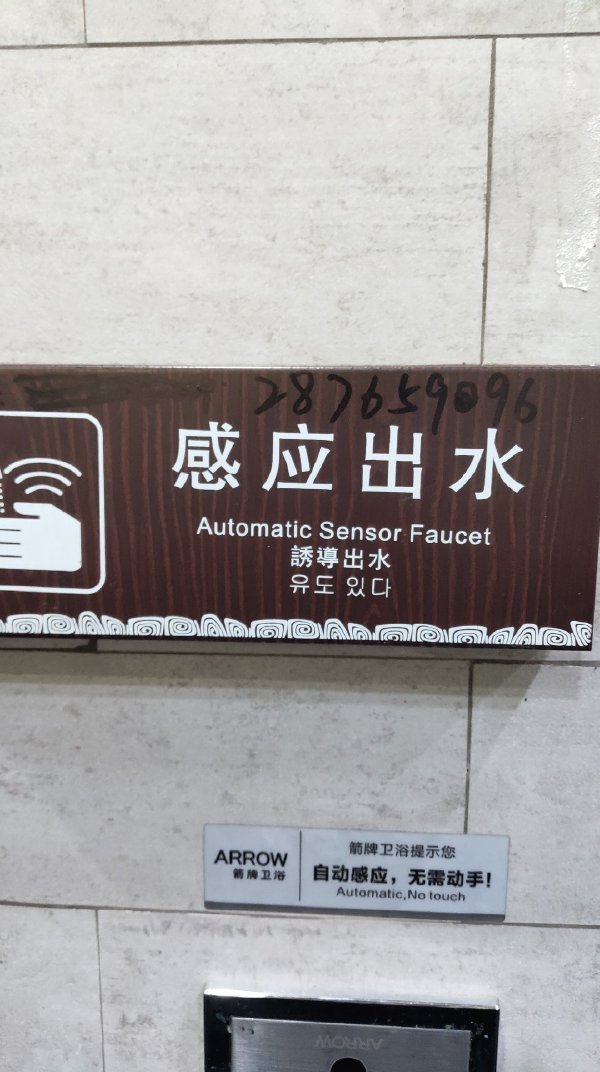 287659096
感应出水
Automatic Sensor Faucet
誘導出水
유도 있다
ARROW
箭牌卫浴
箭牌卫浴提示您
自动感应，无需动手!
Automatic,No touch
ARROW